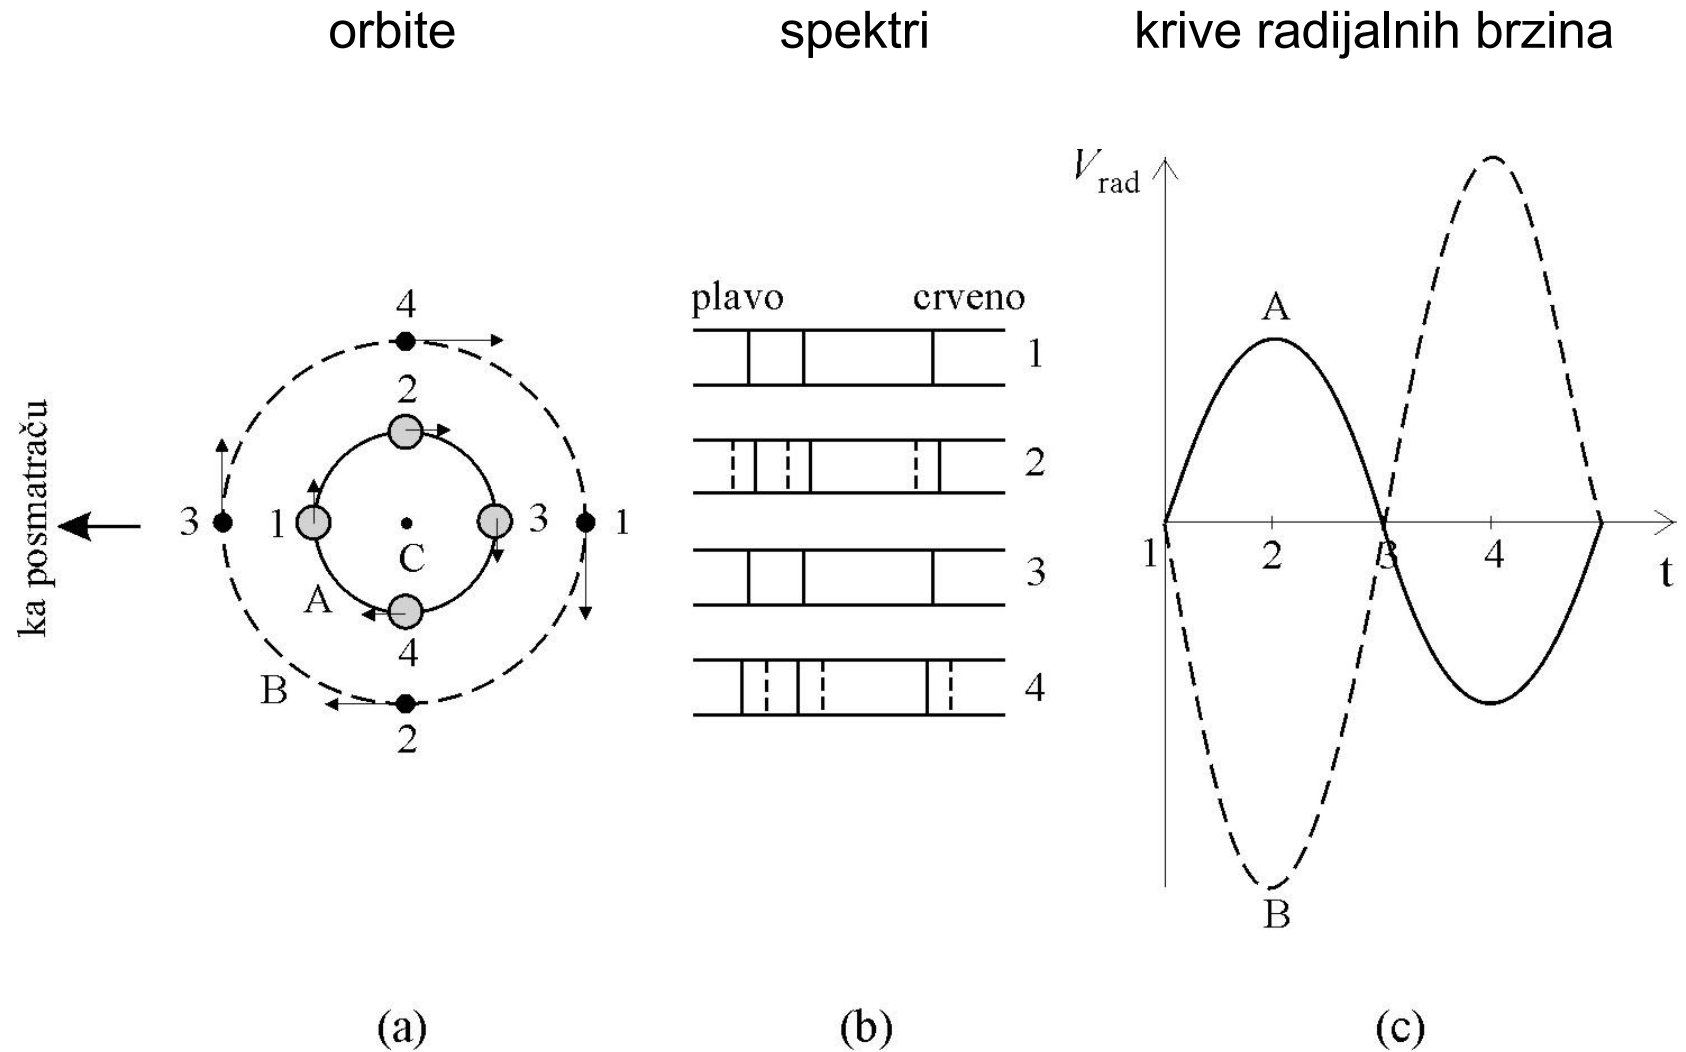 orbite
spektri
krive radijalnih brzina
ka posmatraču
4
2
3
1
C
3
1
A
4
B
2
plavo
crveno
1
2
3
4
V rad
A
1
2
3
4
t
B
(a)
(b)
(c)